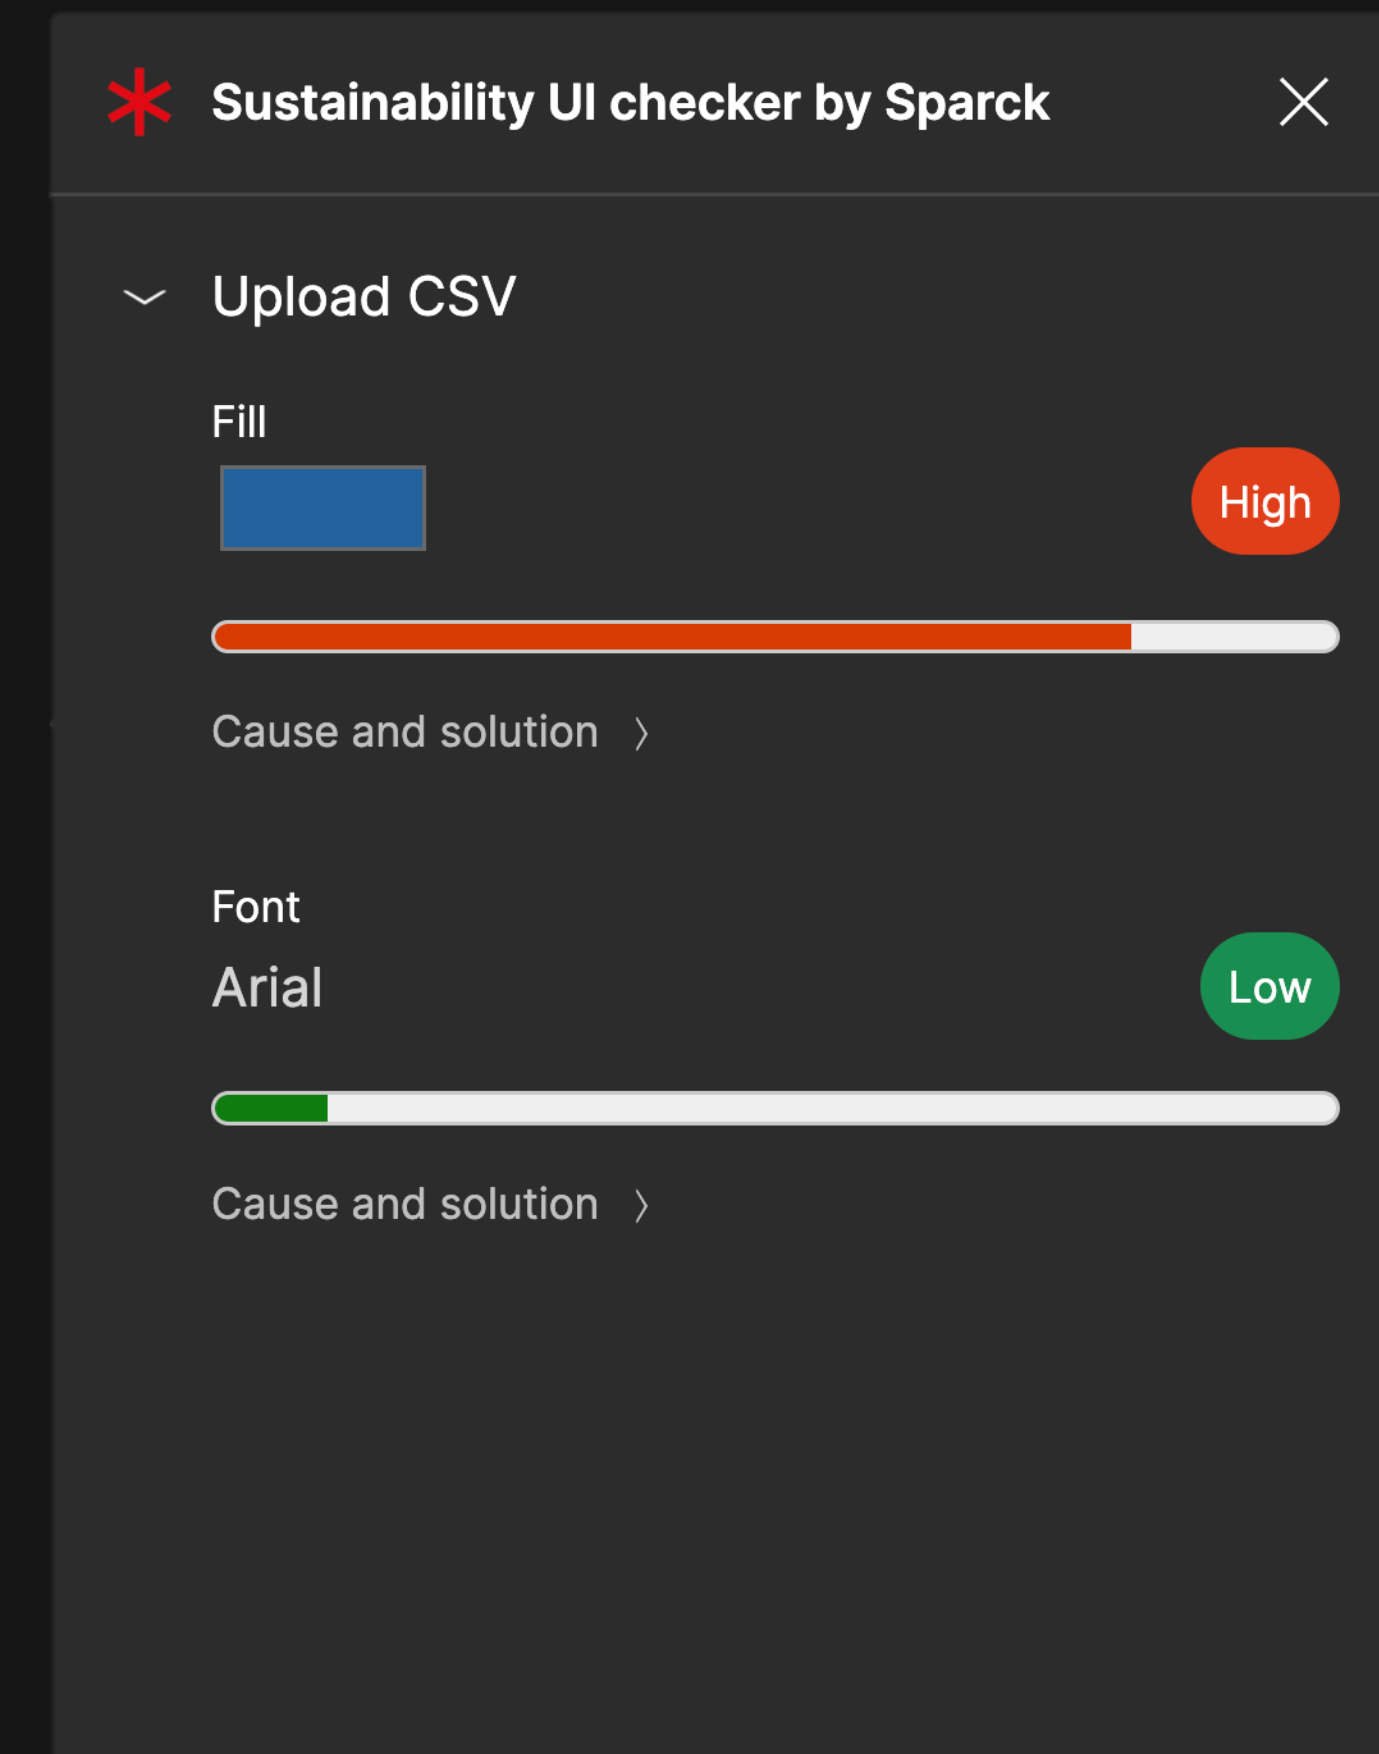 Sustainability UI checker by Sparck
Upload CSV
Fill
High
Cause and solution
Font
Arial
Low
Cause and solution